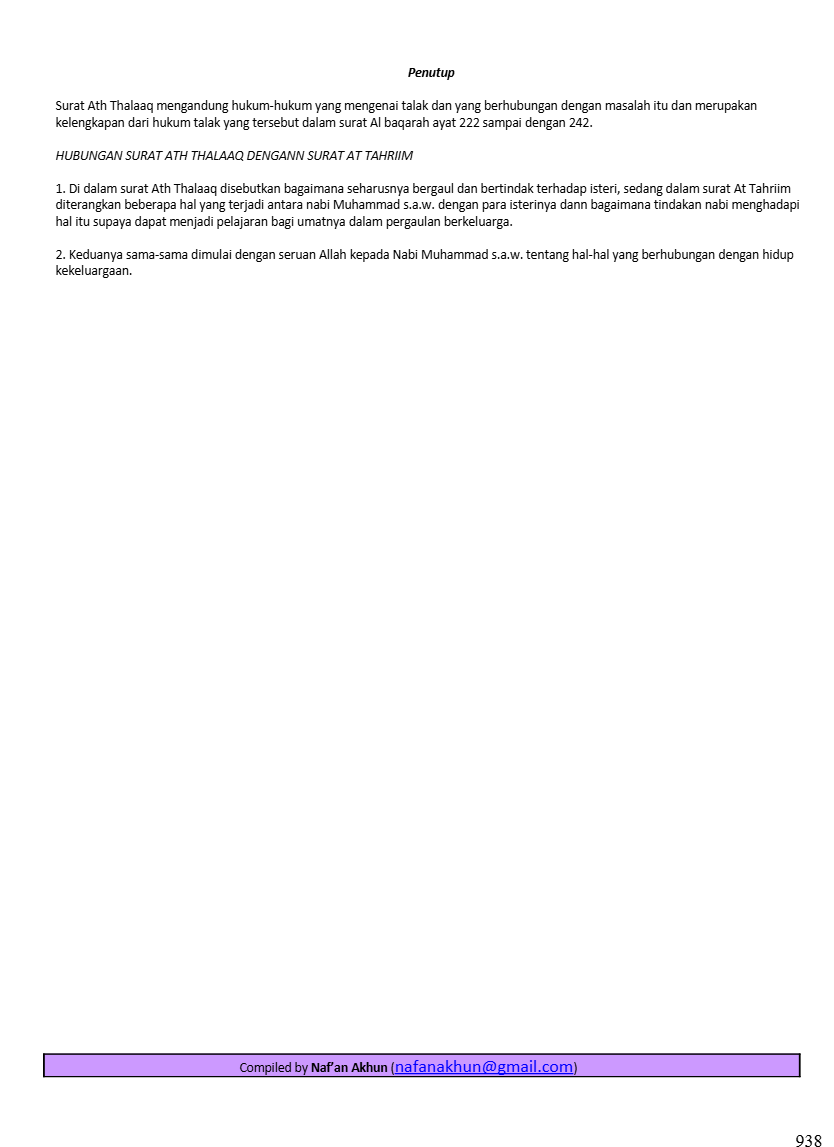 Penutup
Surat Ath Thalaaq mengandung hukum-hukum yang mengenai talak dan yang berhubungan dengan masalah itu dan merupakan
kelengkapan dari hukum talak yang tersebut dalam surat Al baqarah ayat 222 sampai dengan 242.
HUBUNGAN SURAT ATH THALAAQ DENGANN SURAT AT TAHRIIM
1. Di dalam surat Ath Thalaaq disebutkan bagaimana seharusnya bergaul dan bertindak terhadap isteri, sedang dalam surat At Tahriim
diterangkan beberapa hal yang terjadi antara nabi Muhammad s.a.w. dengan para isterinya dann bagaimana tindakan nabi menghadapi
hal itu supaya dapat menjadi pelajaran bagi umatnya dalam pergaulan berkeluarga.
2. Keduanya sama-sama dimulai dengan seruan Allah kepada Nabi Muhammad s.a.w. tentang hal-hal yang berhubungan dengan hidup
kekeluargaan.
Compiled by Naf’an Akhun (nafanakhun@gmail.com)
938